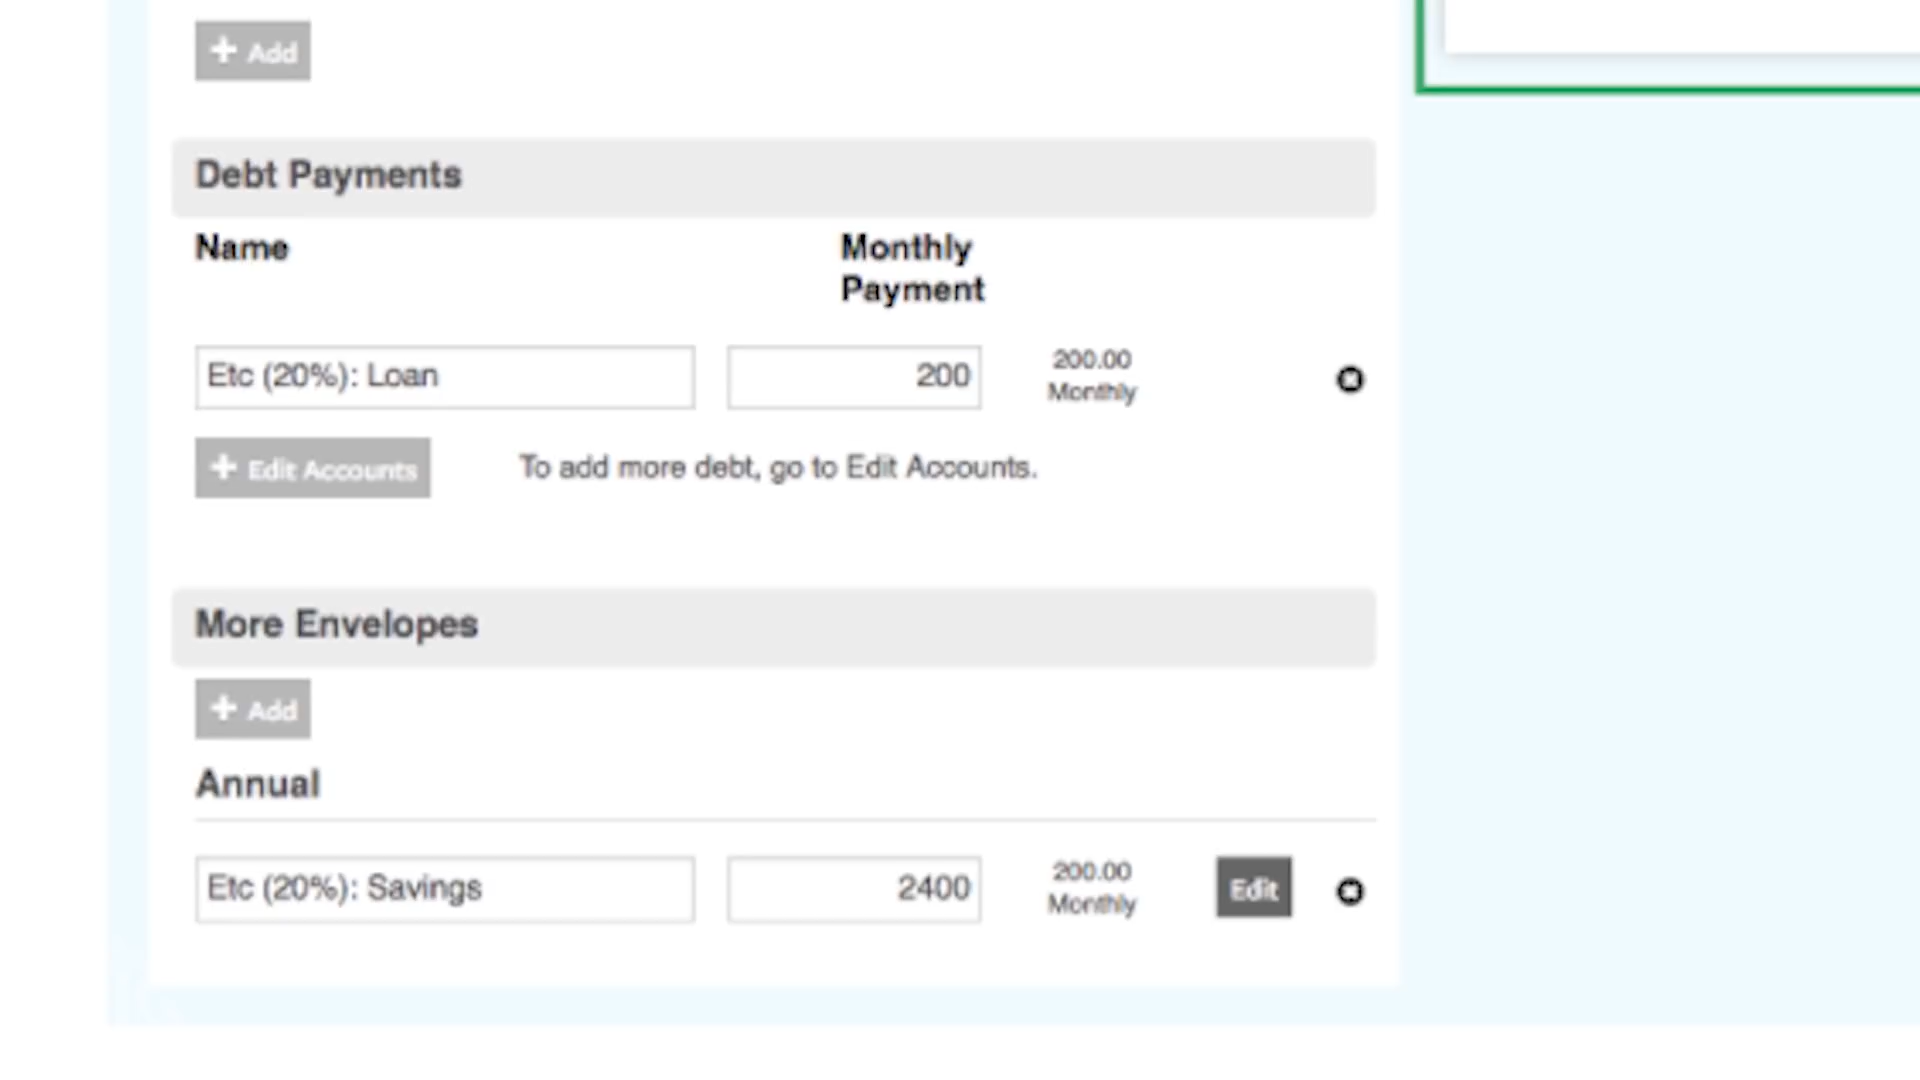 + Add
Debt Payments
Name
Monthly
Payment
Etc (20%): Loan
200
200.00
Monthly
+ Edit Accounts
To add more debt, go to Edit Accounts.
More Envelopes
+ Add
Annual
Etc (20%): Savings
2400
200.00
Monthly
Edit